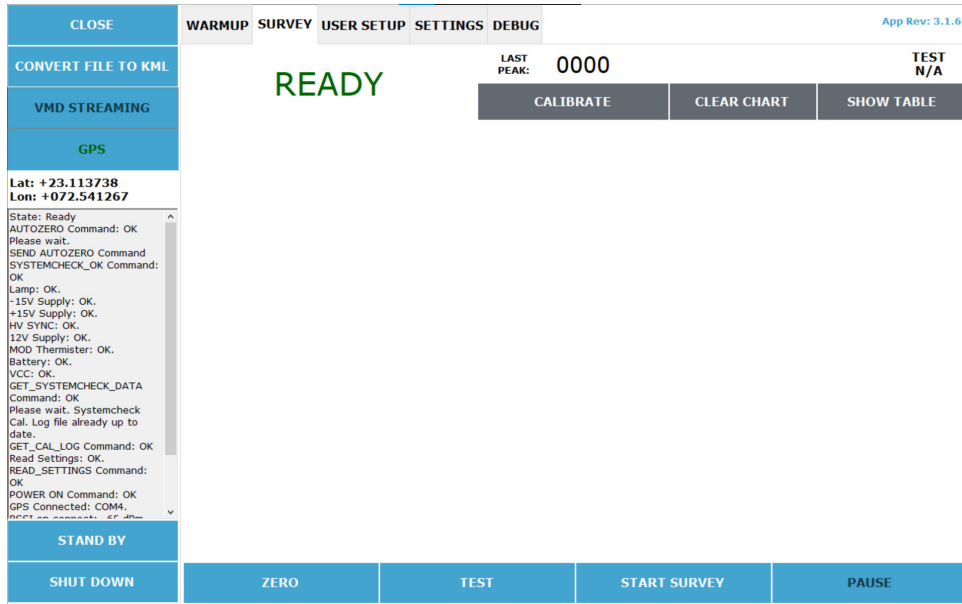 CLOSE
WARMUP SURVEY USER SETUP SETTINGS DEBUG
App Rev: 3.1.6
CONVERT FILE TO KML
VMD STREAMING
GPS
Lat: +23.113738
Lon: +072.541267
State: Ready
AUTOZERO Command: OK
Please wait.
SEND AUTOZERO Command
SYSTEMCHECK_OK Command:
OK
Lamp: OK.
-15V Supply: OK.
+15V Supply: OK.
HV SYNC: OK.
12V Supply: OK.
MOD Thermister: OK.
Battery: OK.
VCC: OK.
GET_SYSTEMCHECK_DATA
Command: OK
Please wait. Systemcheck
Cal. Log file already up to
date.
GET_CAL_LOG Command: OK
Read Settings: OK.
READ_SETTINGS Command:
OK
POWER ON Command: OK
GPS Connected: COM4.
STAND BY
SHUT DOWN
READY
LAST
PEAK:
0000
TEST
N/A
CALIBRATE
CLEAR CHART
SHOW TABLE
ZERO
TEST
START SURVEY
PAUSE